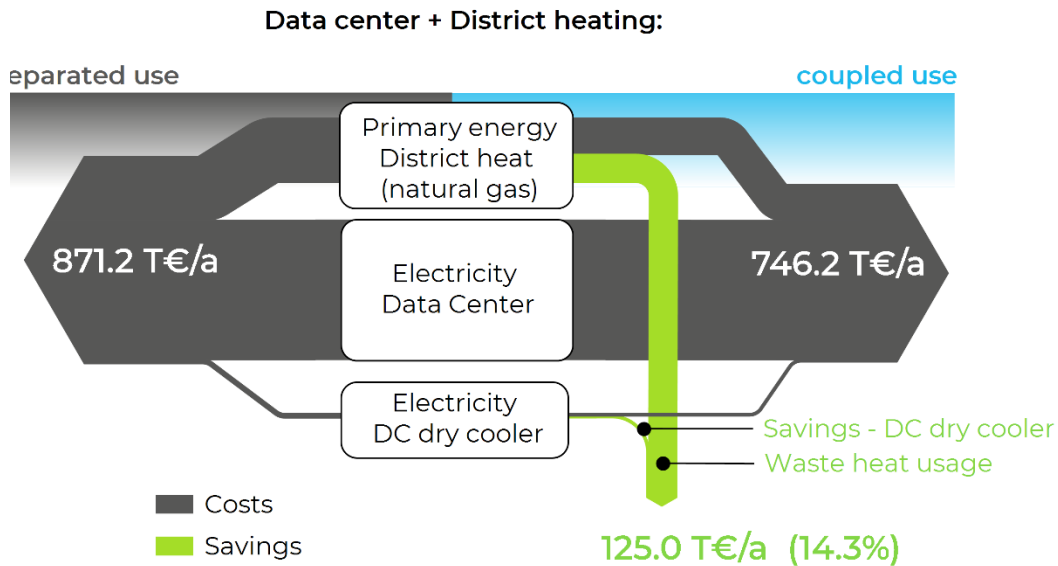 Data center + District heating:
eparated use
coupled use
Primary energy
District heat
(natural gas)
871.2 T€/a
746.2 T€/a
Electricity
Data Center
Electricity
DC dry cooler
Savings - DC dry cooler
Waste heat usage
Costs
Savings
125.0 T€/a (14.3%)